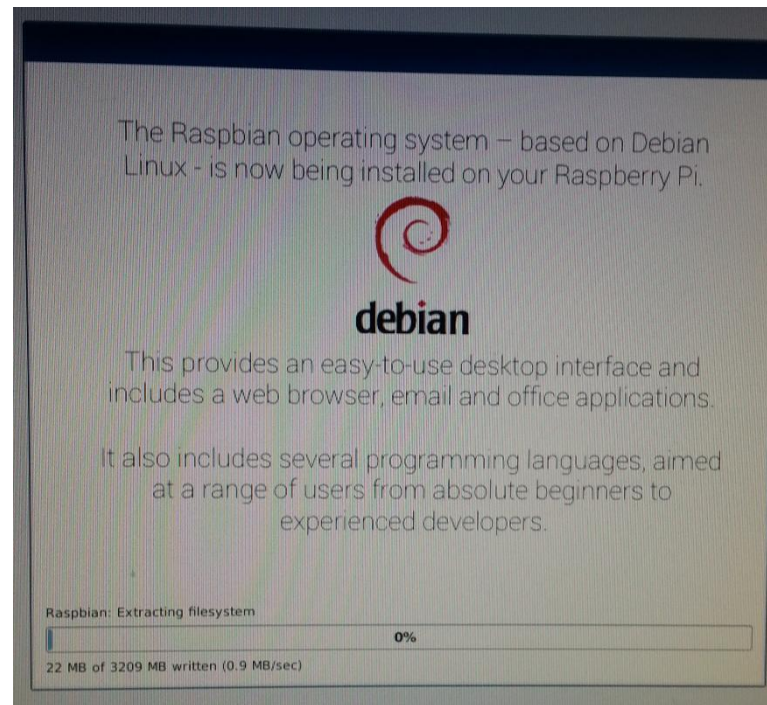 The Raspbian operating system – based on Debian
Linux - is now being installed on your Raspberry Pi.
debian
This provides an easy-to-use desktop interface and
includes a web browser, email and office applications.
It also includes several programming languages, aimed
at a range of users from absolute beginners to
experienced developers.
Raspbian: Extracting filesystem
0%
22 MB of 3209 MB written (0.9 MB/sec)